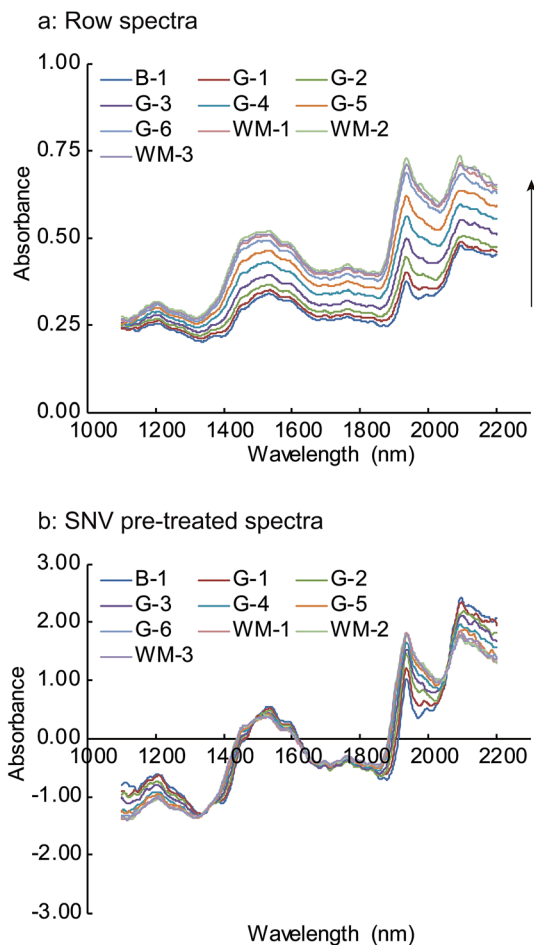 a: Row spectra
1.00
B-1 G-1 G-2
G-3 G-4 G-5
G-6 WM-1 WM-2
WM-3
0.75
0.50
0.25
0.00
Absorbance
1000 1200 1400 1600 1800 2000 2200
Wavelength (nm)
b: SNV pre-treated spectra
3.00
B-1 G-1 G-2
G-3 G-4 G-5
G-6 WM-1 WM-2
WM-3
2.00
1.00
0.00
1000 1200 1400 1600 1800 2000 2200
-1.00
-2.00
-3.00
Absorbance
Wavelength (nm)